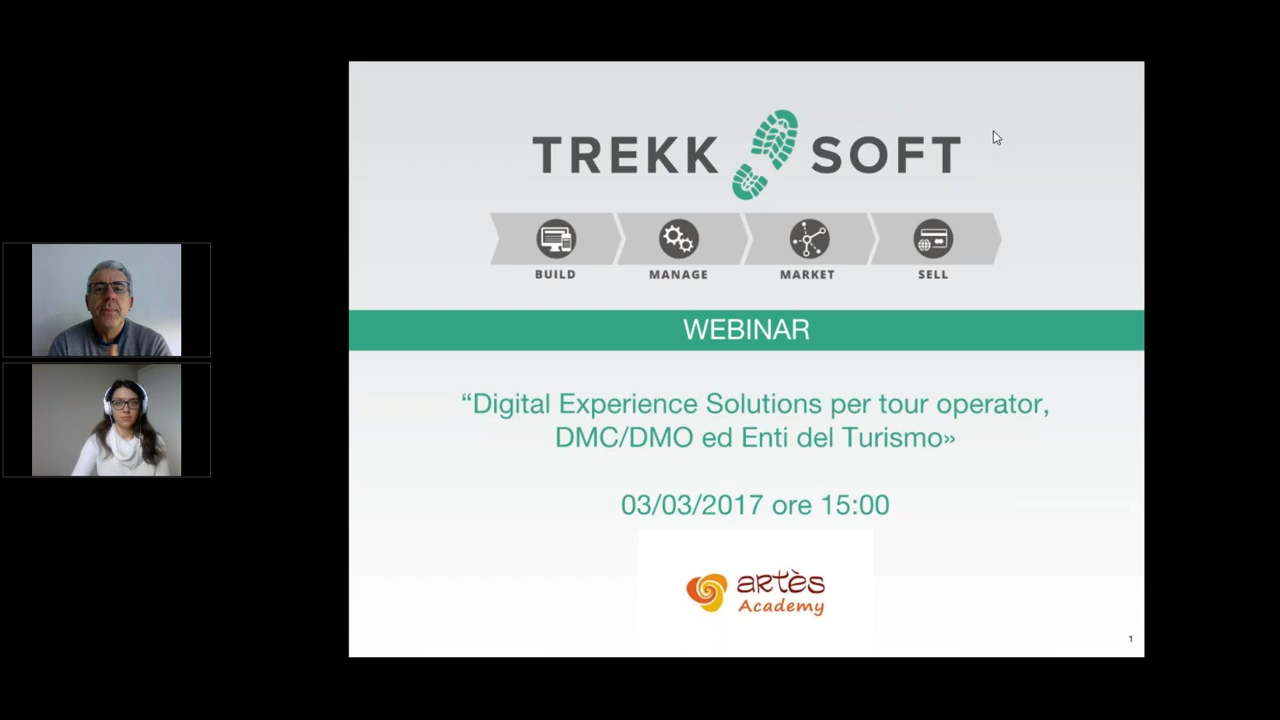 TREKK SOFT
BUILD MANAGE MARKET SELL
WEBINAR
“Digital Experience Solutions per tour operator,
DMC/DMO ed Enti del Turismo»
03/03/2017 ore 15:00
artès
Academy
1